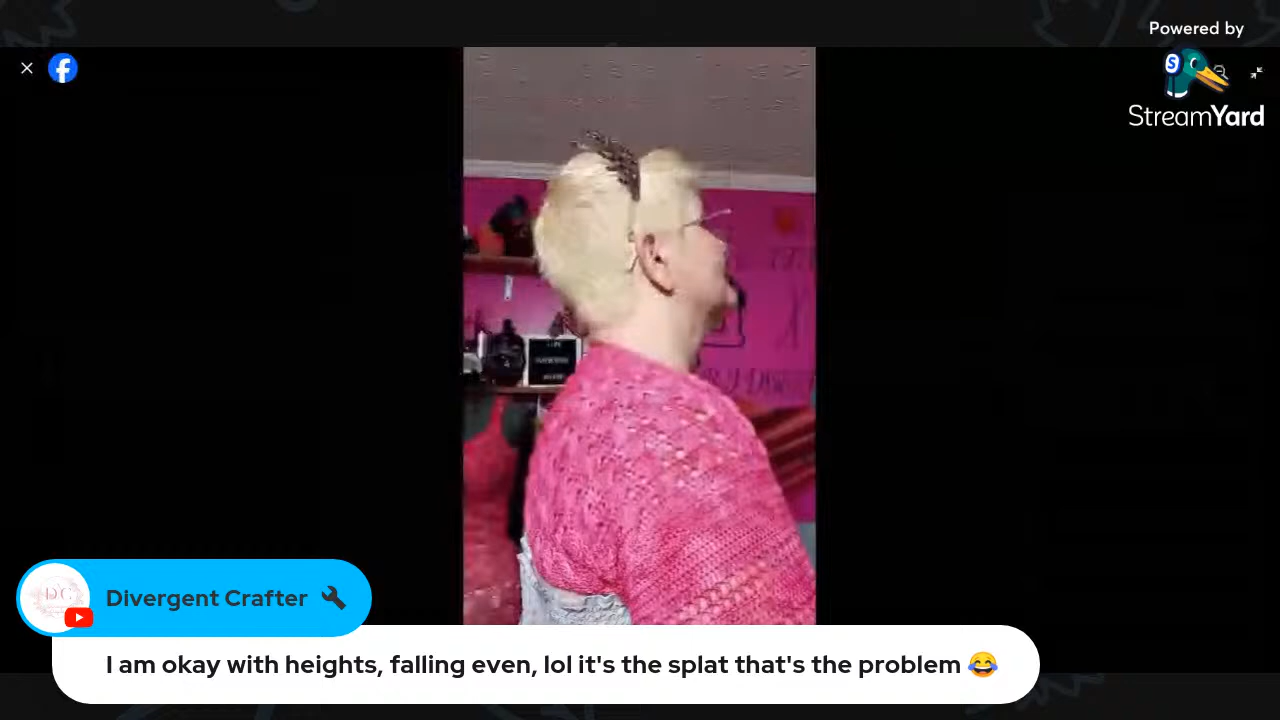 Powered by
StreamYard
Divergent Crafter
I am okay with heights, falling even, lol it's the splat that's the problem 😂